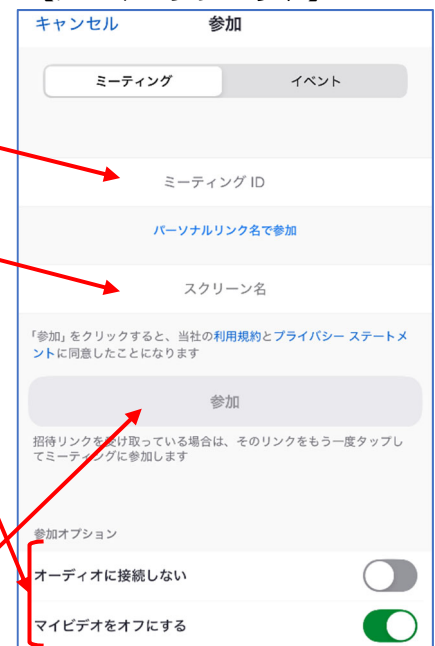 キャンセル 参加
ミーティング イベント
ミーティング ID
パーソナルリンク名で参加
スクリーン名
「参加」をクリックすると、当社の利用規約とプライバシー ステートメ
ントに同意したことになります
参加
招待リンクを受け取っている場合は、そのリンクをもう一度タップし
てミーティングに参加します
参加オプション
オーディオに接続しない
マイビデオをオフにする